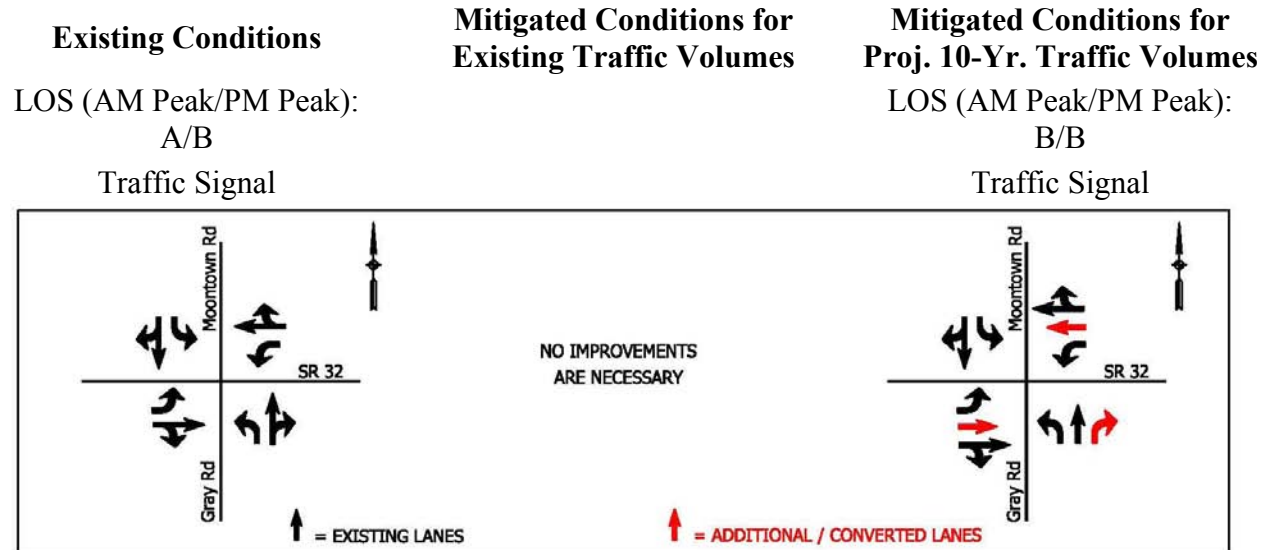 Existing Conditions
LOS (AM Peak/PM Peak):
A/B
Traffic Signal
Mitigated Conditions for
Existing Traffic Volumes
Mitigated Conditions for
Proj. 10-Yr. Traffic Volumes
LOS (AM Peak/PM Peak):
B/B
Traffic Signal
Moontown Rd
SR 32
Gray Rd
= EXISTING LANES
NO IMPROVEMENTS
ARE NECESSARY
Moontown Rd
SR 32
Gray Rd
= ADDITIONAL / CONVERTED LANES